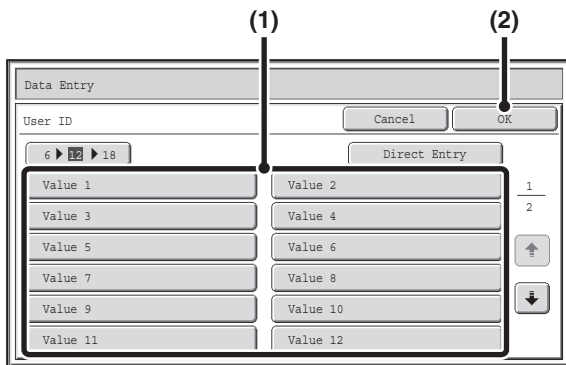 (1) (2)
Data Entry
User ID Cancel OK
6 12 18 Direct Entry
Value 1 Value 2 1
Value 3 Value 4 2
Value 5 Value 6
Value 7 Value 8
Value 9 Value 10
Value 11 Value 12